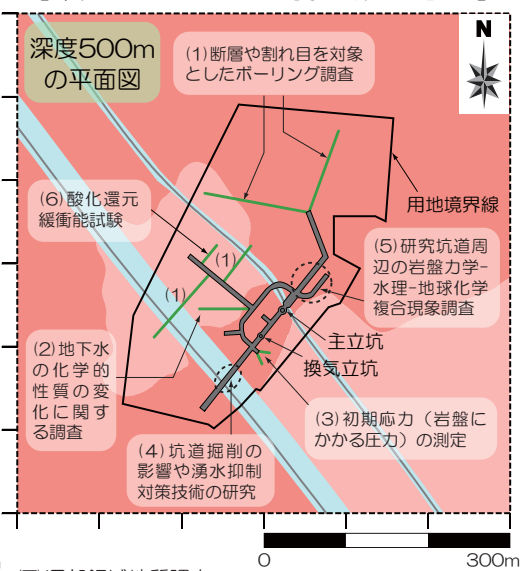 深度500m
の平面図
(1)断層や割れ目を対象
としたボーリング調査
N
用地境界線
(6)酸化還元
緩衝能試験
(1)
(1)
(5)研究坑道周
辺の岩盤力学-
水理-地球化学
複合現象調査
主立坑
換気立坑
(2)地下水
の化学的
性質の変
化に関す
る調査
(3)初期応力（岩盤に
かかる圧力）の測定
(4)坑道掘削の
影響や湧水抑制
対策技術の研究
0
300m